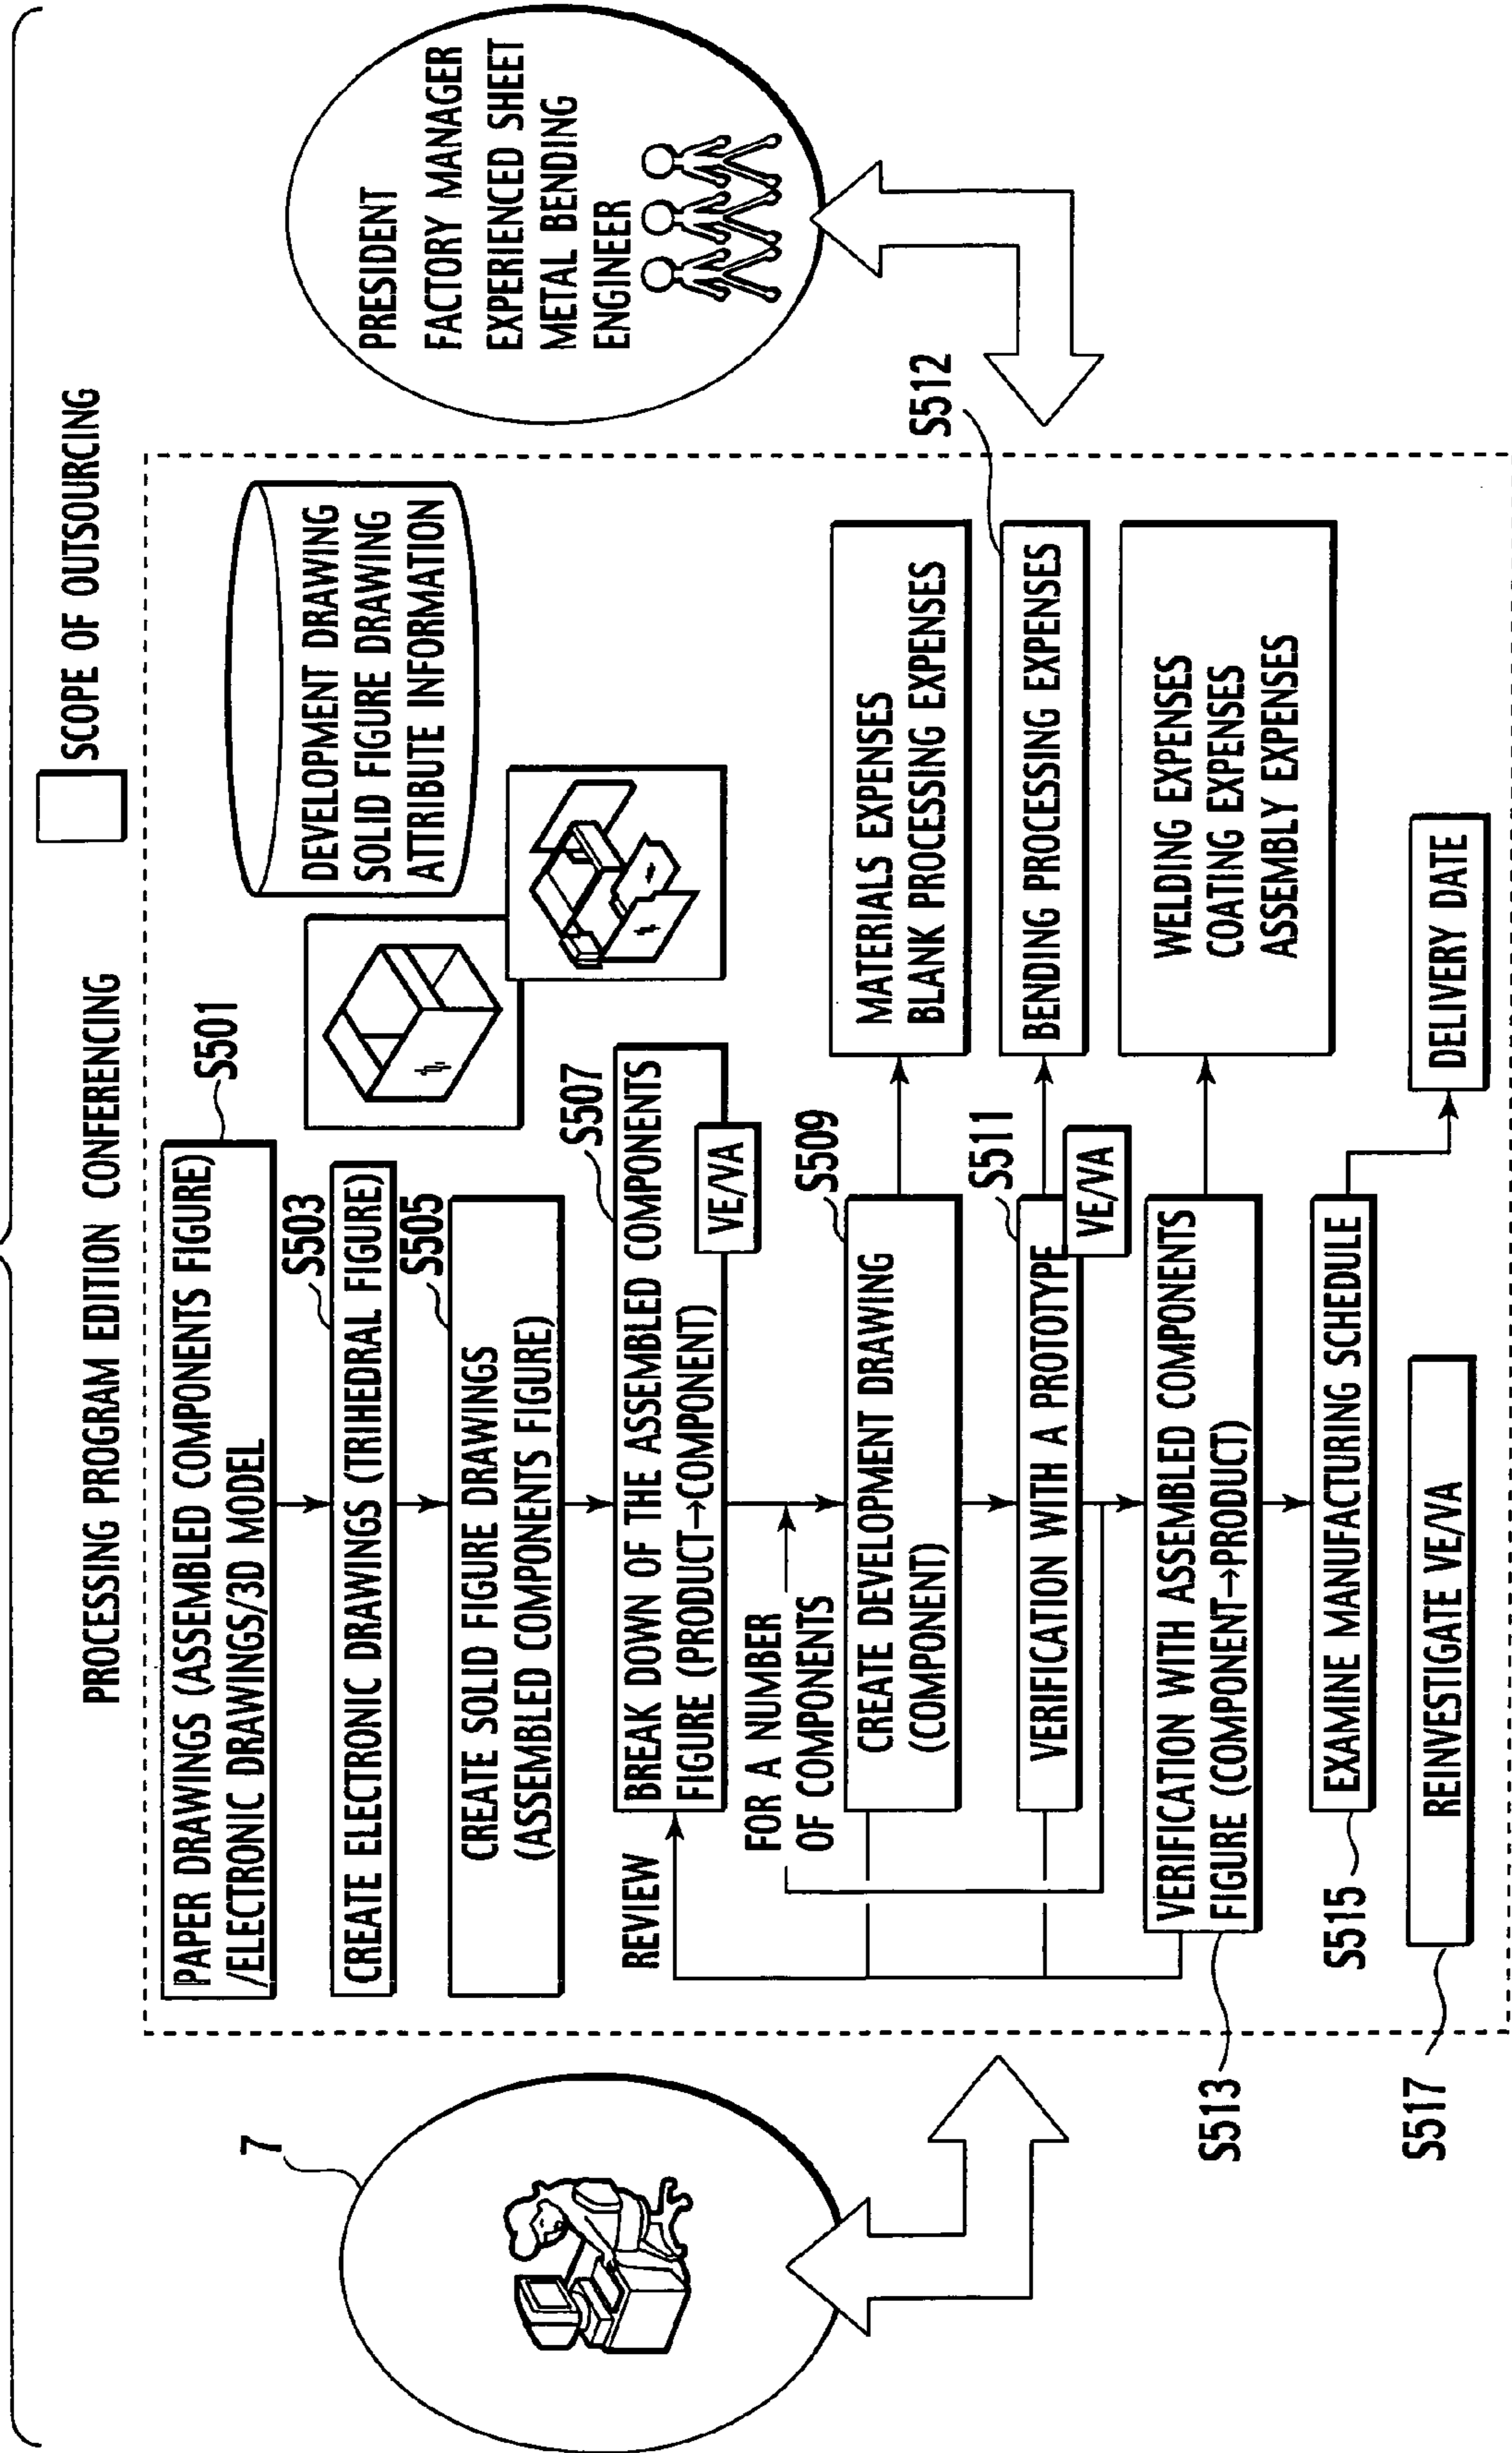 PROCESSING PROGRAM EDITION CONFERENCING
SCOPE OF OUTSOURCING
7
PAPER DRAWINGS (ASSEMBLED COMPONENTS FIGURE)
/ELECTRONIC DRAWINGS/3D MODEL
S501
CREATE ELECTRONIC DRAWINGS (TRIHEDRAL FIGURE)
S503
CREATE SOLID FIGURE DRAWINGS
(ASSEMBLED COMPONENTS FIGURE)
S505
DEVELOPMENT DRAWING
SOLID FIGURE DRAWING
ATTRIBUTE INFORMATION
PRESIDENT
FACTORY MANAGER
EXPERIENCED SHEET
METAL BENDING
ENGINEER
BREAK DOWN OF THE ASSEMBLED COMPONENTS
FIGURE (PRODUCT→COMPONENT)
S507
VE/VA
REVIEW
FOR A NUMBER
OF COMPONENTS
CREATE DEVELOPMENT DRAWING
(COMPONENT)
S509
MATERIALS EXPENSES
BLANK PROCESSING EXPENSES
VERIFICATION WITH A PROTOTYPE
S511
VE/VA
BENDING PROCESSING EXPENSES
S512
VERIFICATION WITH ASSEMBLED COMPONENTS
FIGURE (COMPONENT→PRODUCT)
S513
WELDING EXPENSES
COATING EXPENSES
ASSEMBLY EXPENSES
EXAMINE MANUFACTURING SCHEDULE
S515
DELIVERY DATE
REINVESTIGATE VE/VA
S517